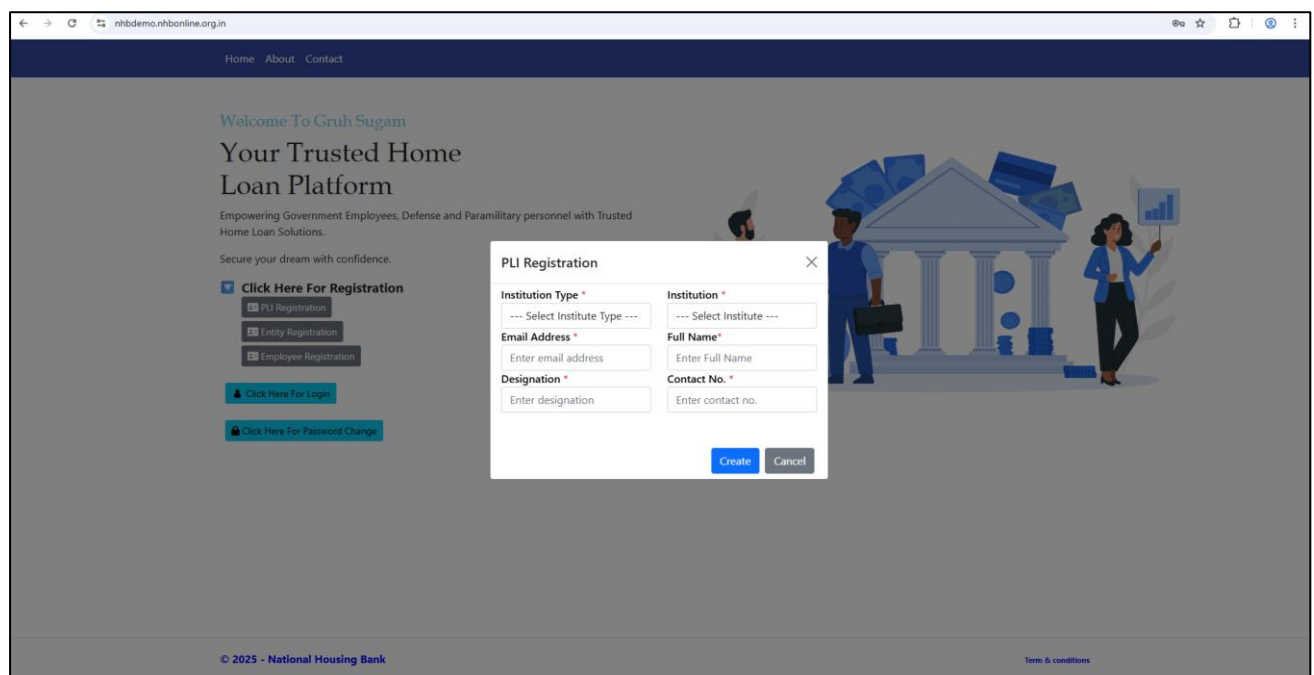 nhbdemo.nhbonline.org.in
Home About Contact
Welcome To Gruh Sugam
Your Trusted Home
Loan Platform
Empowering Government Employees, Defense and Paramilitary personnel with Trusted
Home Loan Solutions.
Secure your dream with confidence.
Click Here For Registration
PLI Registration
Entity Registration
Employee Registration
Click Here For Login
Click Here For Password Change
PLI Registration
Institution Type * Institution *
--- Select Institute Type --- --- Select Institute ---
Email Address * Full Name*
Enter email address Enter Full Name
Designation * Contact No. *
Enter designation Enter contact no.
Create Cancel
© 2025 - National Housing Bank Term & conditions